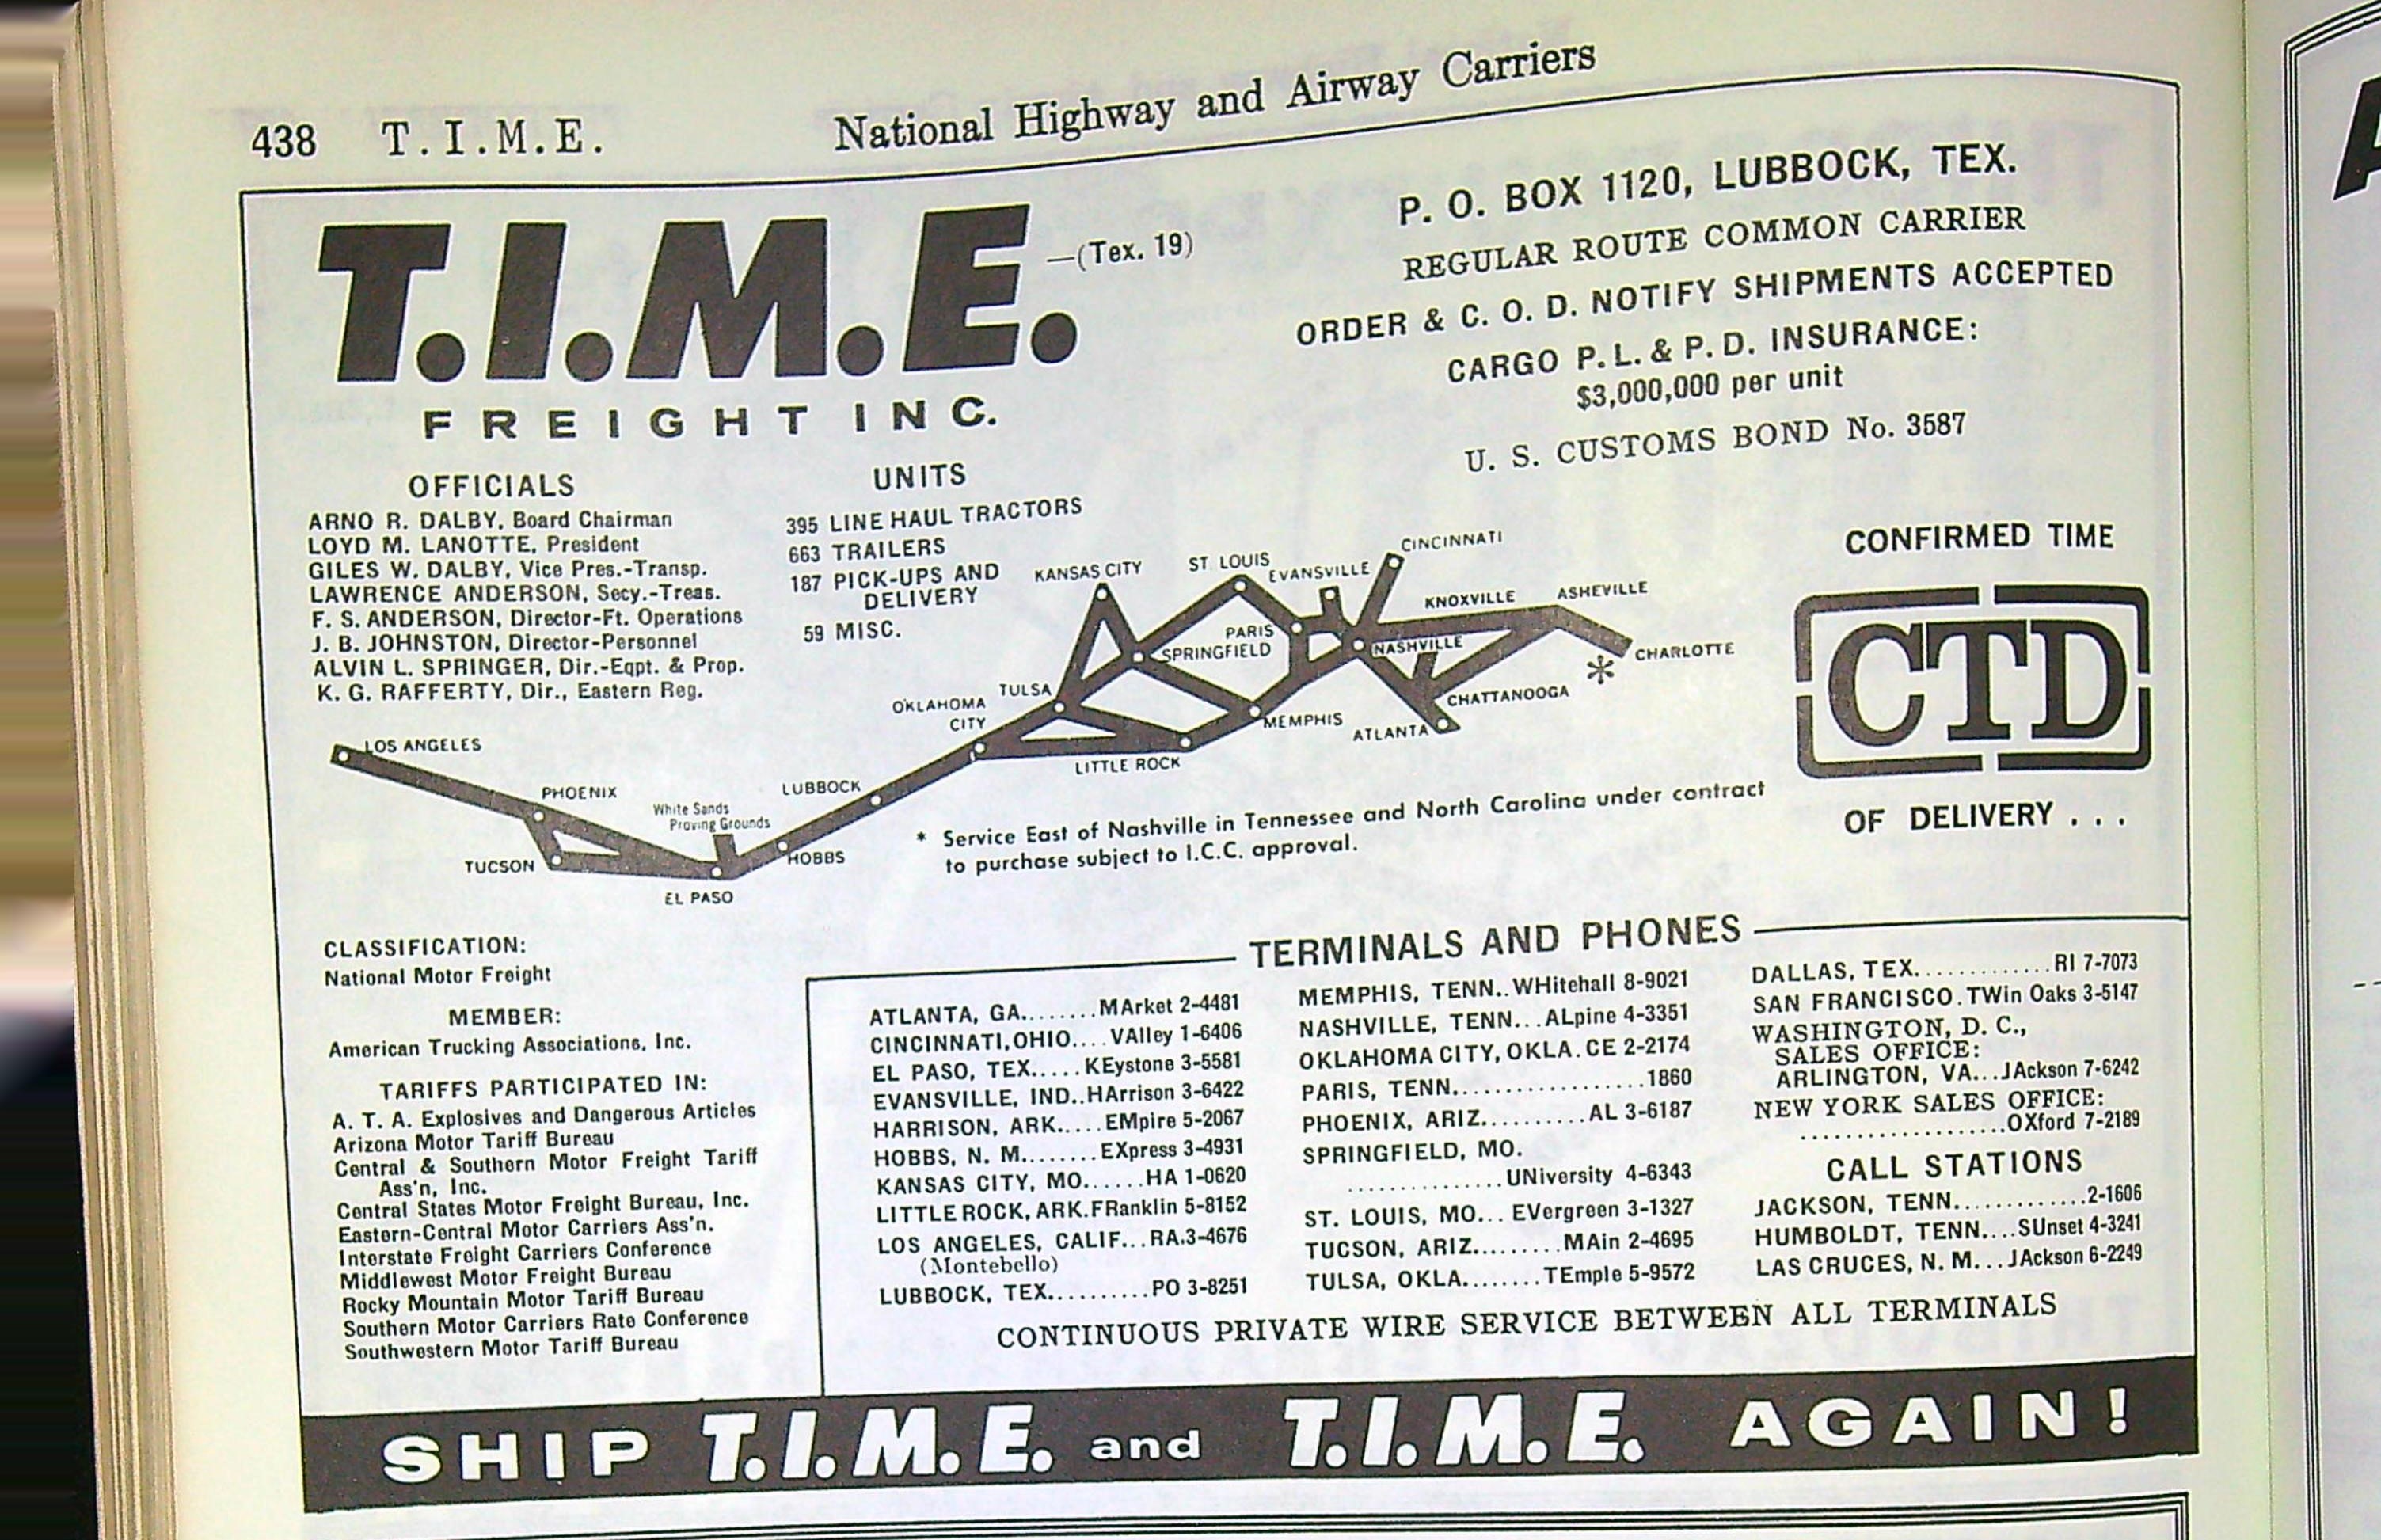 438 T.I.M.E. National Highway and Airway Carriers
T.I.M.E. —(Tex. 19)
FREIGHT INC.
P. O. BOX 1120, LUBBOCK, TEX.
REGULAR ROUTE COMMON CARRIER
ORDER & C. O. D. NOTIFY SHIPMENTS ACCEPTED
CARGO P. L. & P. D. INSURANCE:
$3,000,000 per unit
U. S. CUSTOMS BOND No. 3587
OFFICIALS
ARNO R. DALBY, Board Chairman
LOYD M. LANOTTE, President
GILES W. DALBY, Vice Pres.-Transp.
LAWRENCE ANDERSON, Secy.-Treas.
F. S. ANDERSON, Director-Ft. Operations
J. B. JOHNSTON, Director-Personnel
ALVIN L. SPRINGER, Dir.-Eqpt. & Prop.
K. G. RAFFERTY, Dir., Eastern Reg.
UNITS
395 LINE HAUL TRACTORS
663 TRAILERS
187 PICK-UPS AND
DELIVERY
59 MISC.
KANSAS CITY
ST LOUIS
EVANSVILLE
CINCINNATI
KNOXVILLE
ASHEVILLE
PARIS
SPRINGFIELD
NASHVILLE
CHARLOTTE
*
TULSA
OKLAHOMA
CITY
CHATTANOOGA
MEMPHIS
ATLANTA
LITTLE ROCK
LOS ANGELES
PHOENIX
LUBBOCK
White Sands
Proving Grounds
TUCSON
HOBBS
EL PASO
* Service East of Nashville in Tennessee and North Carolina under contract
to purchase subject to I.C.C. approval.
CONFIRMED TIME
CTD
OF DELIVERY . . .
CLASSIFICATION:
National Motor Freight
MEMBER:
American Trucking Associations, Inc.
TARIFFS PARTICIPATED IN:
A. T. A. Explosives and Dangerous Articles
Arizona Motor Tariff Bureau
Central & Southern Motor Freight Tariff
Ass'n, Inc.
Central States Motor Freight Bureau, Inc.
Eastern-Central Motor Carriers Ass'n.
Interstate Freight Carriers Conference
Middlewest Motor Freight Bureau
Rocky Mountain Motor Tariff Bureau
Southern Motor Carriers Rate Conference
Southwestern Motor Tariff Bureau
TERMINALS AND PHONES
ATLANTA, GA........MArket 2-4481
CINCINNATI, OHIO....VAlley 1-6406
EL PASO, TEX.....KEystone 3-5581
EVANSVILLE, IND..HArrison 3-6422
HARRISON, ARK.....EMpire 5-2067
HOBBS, N. M........EXpress 3-4931
KANSAS CITY, MO......HA 1-0620
LITTLE ROCK, ARK.FRanklin 5-8152
LOS ANGELES, CALIF...RA.3-4676
(Montebello)
LUBBOCK, TEX..........PO 3-8251
MEMPHIS, TENN..WHitehall 8-9021
NASHVILLE, TENN...ALpine 4-3351
OKLAHOMA CITY, OKLA.CE 2-2174
PARIS, TENN.................1860
PHOENIX, ARIZ..........AL 3-6187
SPRINGFIELD, MO.
...............UNiversity 4-6343
ST. LOUIS, MO...EVergreen 3-1327
TUCSON, ARIZ.........MAin 2-4695
TULSA, OKLA........TEmple 5-9572
DALLAS, TEX.............RI 7-7073
SAN FRANCISCO.TWin Oaks 3-5147
WASHINGTON, D. C.,
SALES OFFICE:
ARLINGTON, VA...JAckson 7-6242
NEW YORK SALES OFFICE:
....................OXford 7-2189
CALL STATIONS
JACKSON, TENN............2-1606
HUMBOLDT, TENN....SUnset 4-3241
LAS CRUCES, N. M...JAckson 6-2249
CONTINUOUS PRIVATE WIRE SERVICE BETWEEN ALL TERMINALS
SHIP T.I.M.E. and T.I.M.E. AGAIN!